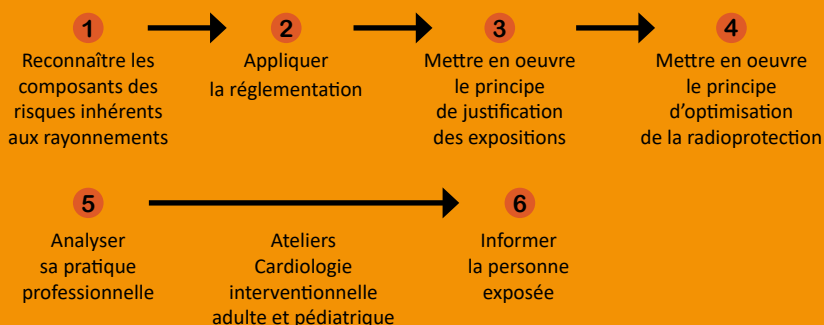 1
Reconnaître les
composants des
risques inhérents
aux rayonnements
2
Appliquer
la réglementation
3
Mettre en oeuvre
le principe
de justification
des expositions
4
Mettre en oeuvre
le principe
d'optimisation
de la radioprotection
5
Analyser
sa pratique
professionnelle
Ateliers
Cardiologie
interventionnelle
adulte et pédiatrique
6
Informer
la personne
exposée